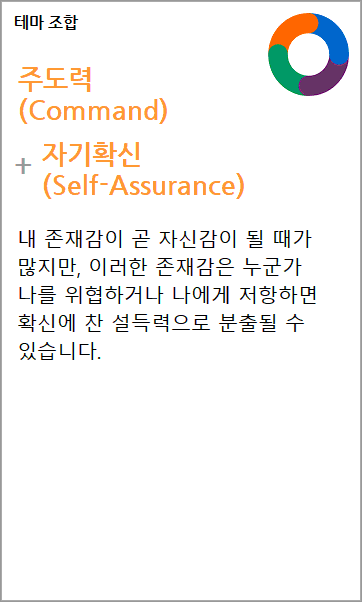 테마 조합
주도력
(Command)
+ 자기확신
(Self-Assurance)
내 존재감이 곧 자신감이 될 때가
많지만, 이러한 존재감은 누군가
나를 위협하거나 나에게 저항하면
확신에 찬 설득력으로 분출될 수
있습니다.